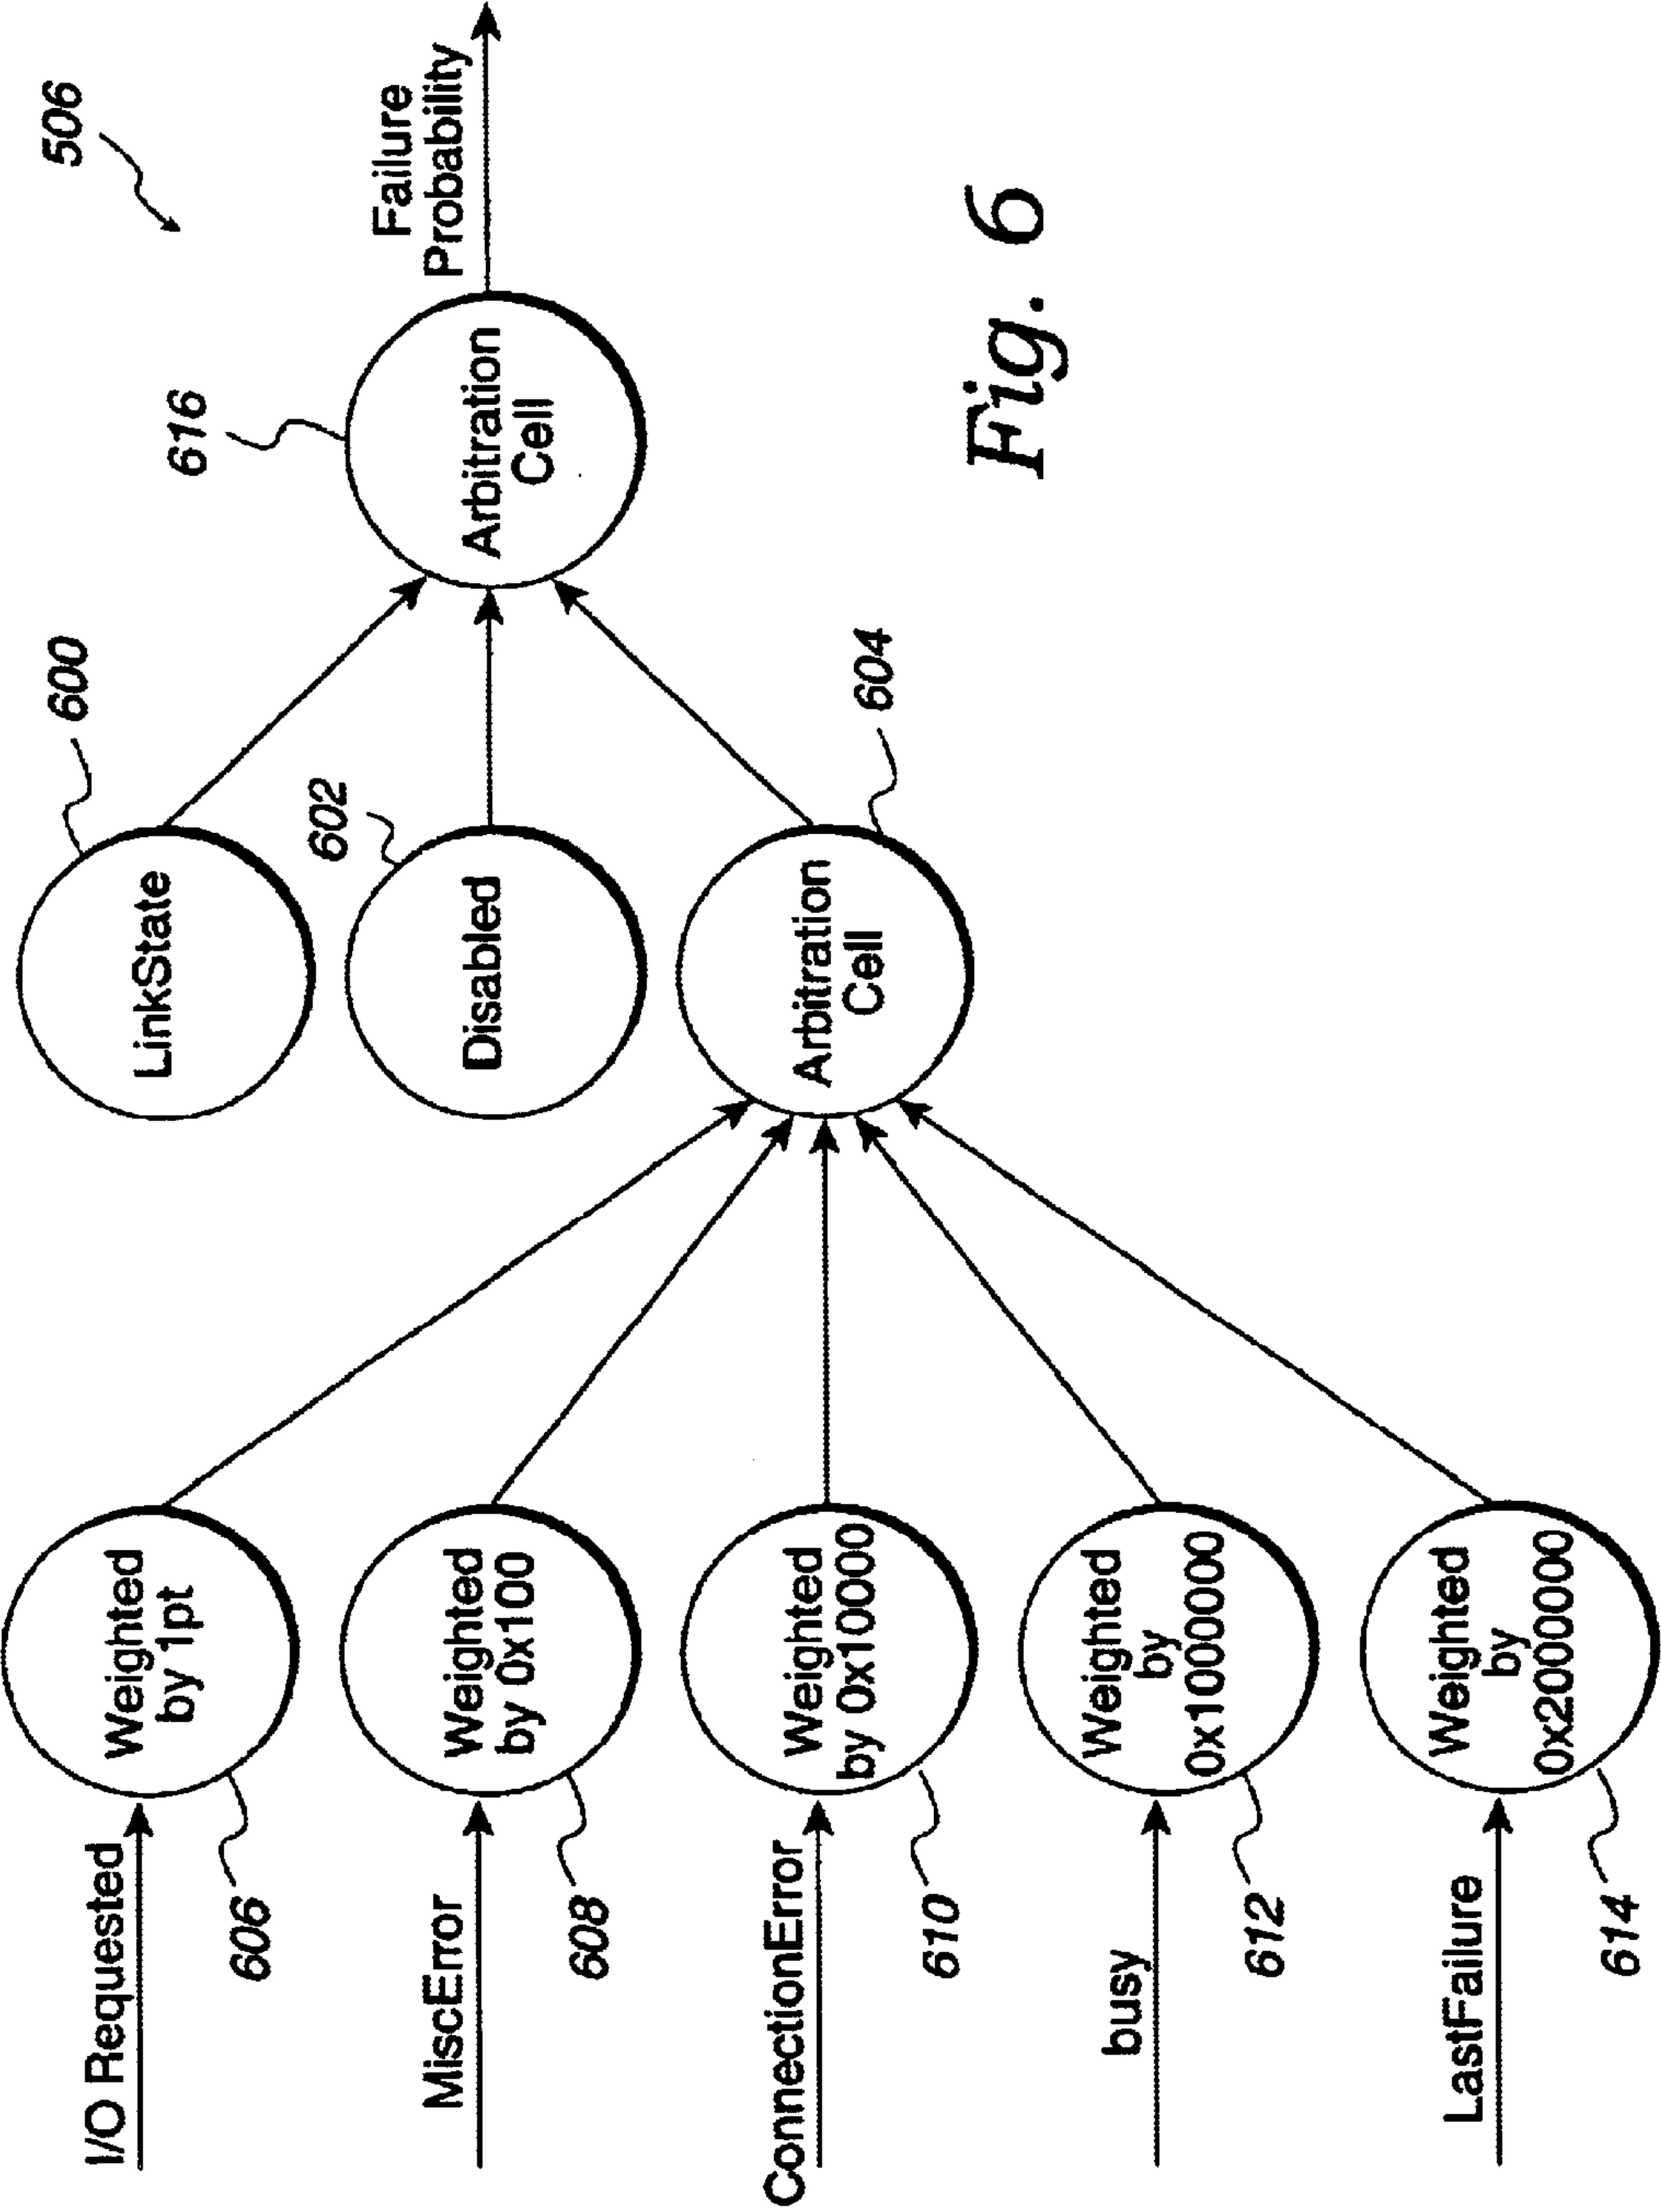 506
Failure
Probability
616
Arbitration
Cell
600
LinkState
602
Disabled
604
Arbitration
Cell
I/O Requested
Weighted
by 1pt
606
MiscError
Weighted
by 0x100
608
ConnectionError
Weighted
by 0x10000
610
busy
Weighted
by
0x1000000
612
LastFailure
Weighted
by
0x2000000
614
Fig. 6